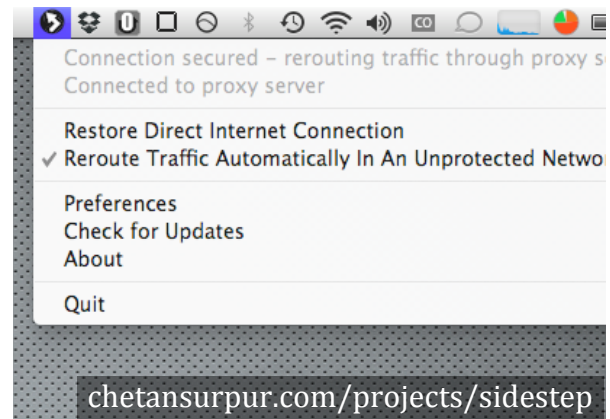 CO
Connection secured – rerouting traffic through proxy
Connected to proxy server
Restore Direct Internet Connection
Reroute Traffic Automatically In An Unprotected
Preferences
Check for Updates
About
Quit
chetansurpur.com/projects/sidestep